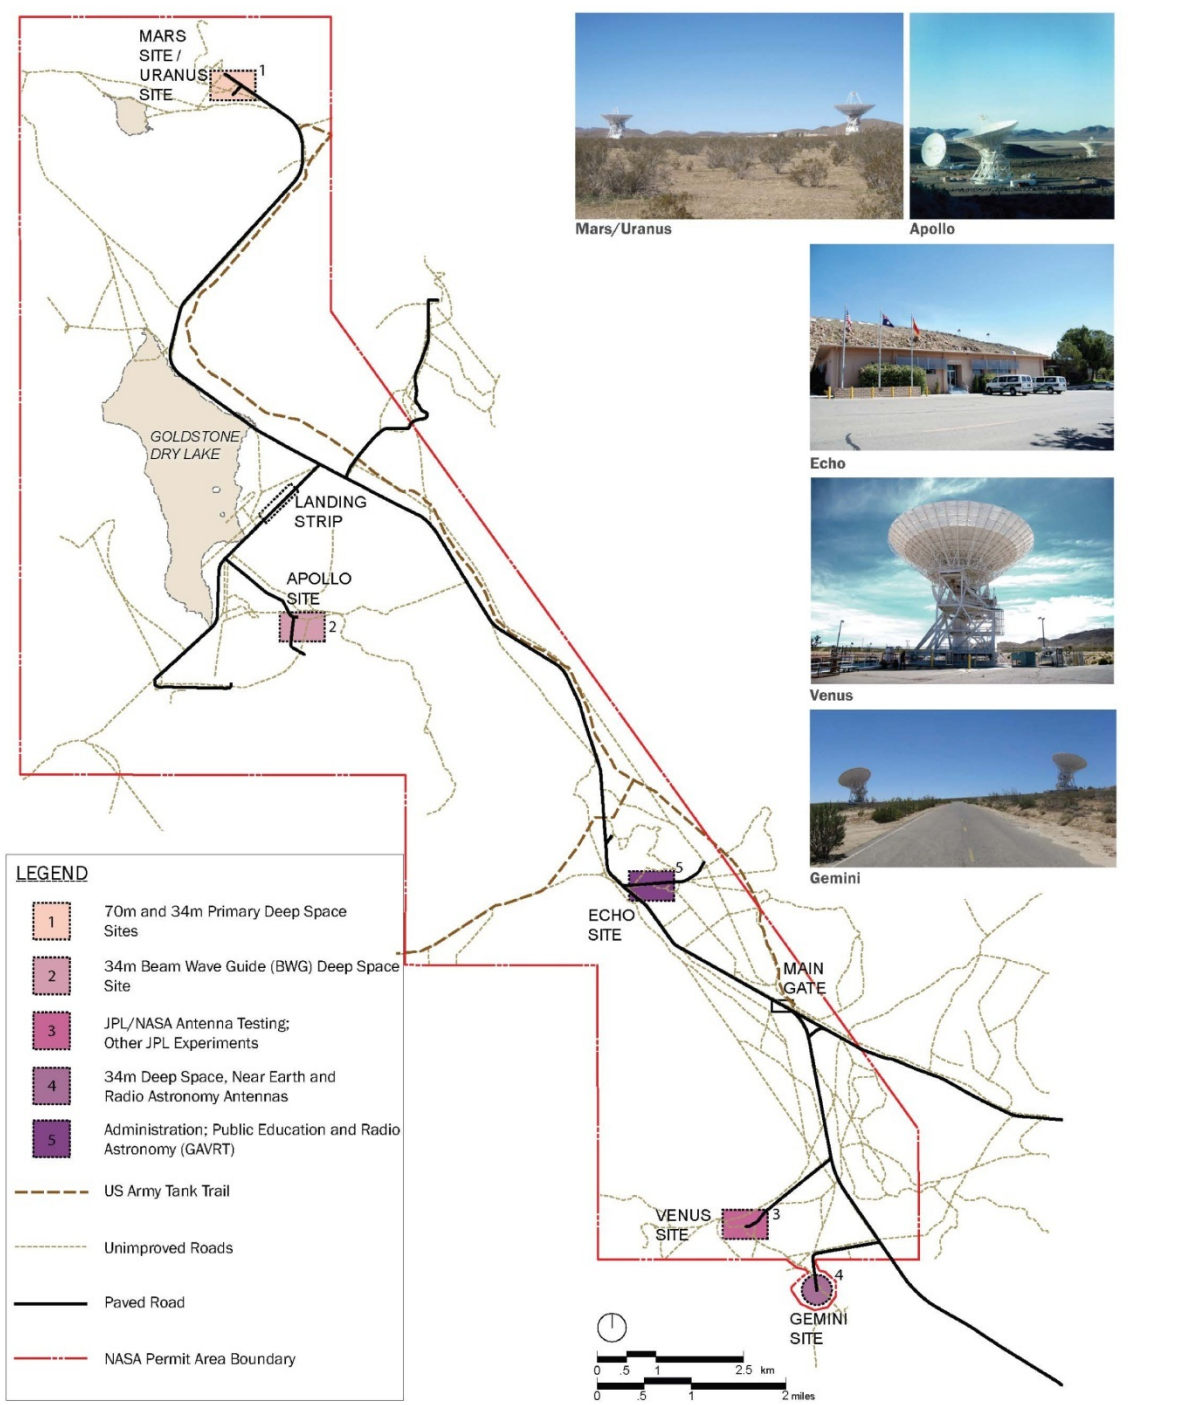 MARS
SITE /
URANUS
SITE
1
Mars/Uranus
Apollo
Echo
Venus
Gemini
GOLDSTONE
DRY LAKE
LANDING
STRIP
APOLLO
SITE
2
5
ECHO
SITE
MAIN
GATE
VENUS
SITE
3
4
GEMINI
SITE
LEGEND
1
70m and 34m Primary Deep Space
Sites
2
34m Beam Wave Guide (BWG) Deep Space
Site
3
JPL/NASA Antenna Testing;
Other JPL Experiments
4
34m Deep Space, Near Earth and
Radio Astronomy Antennas
5
Administration; Public Education and Radio
Astronomy (GAVRT)
US Army Tank Trail
Unimproved Roads
Paved Road
NASA Permit Area Boundary
0 .5 1 2.5 km
0 .5 1 2 miles